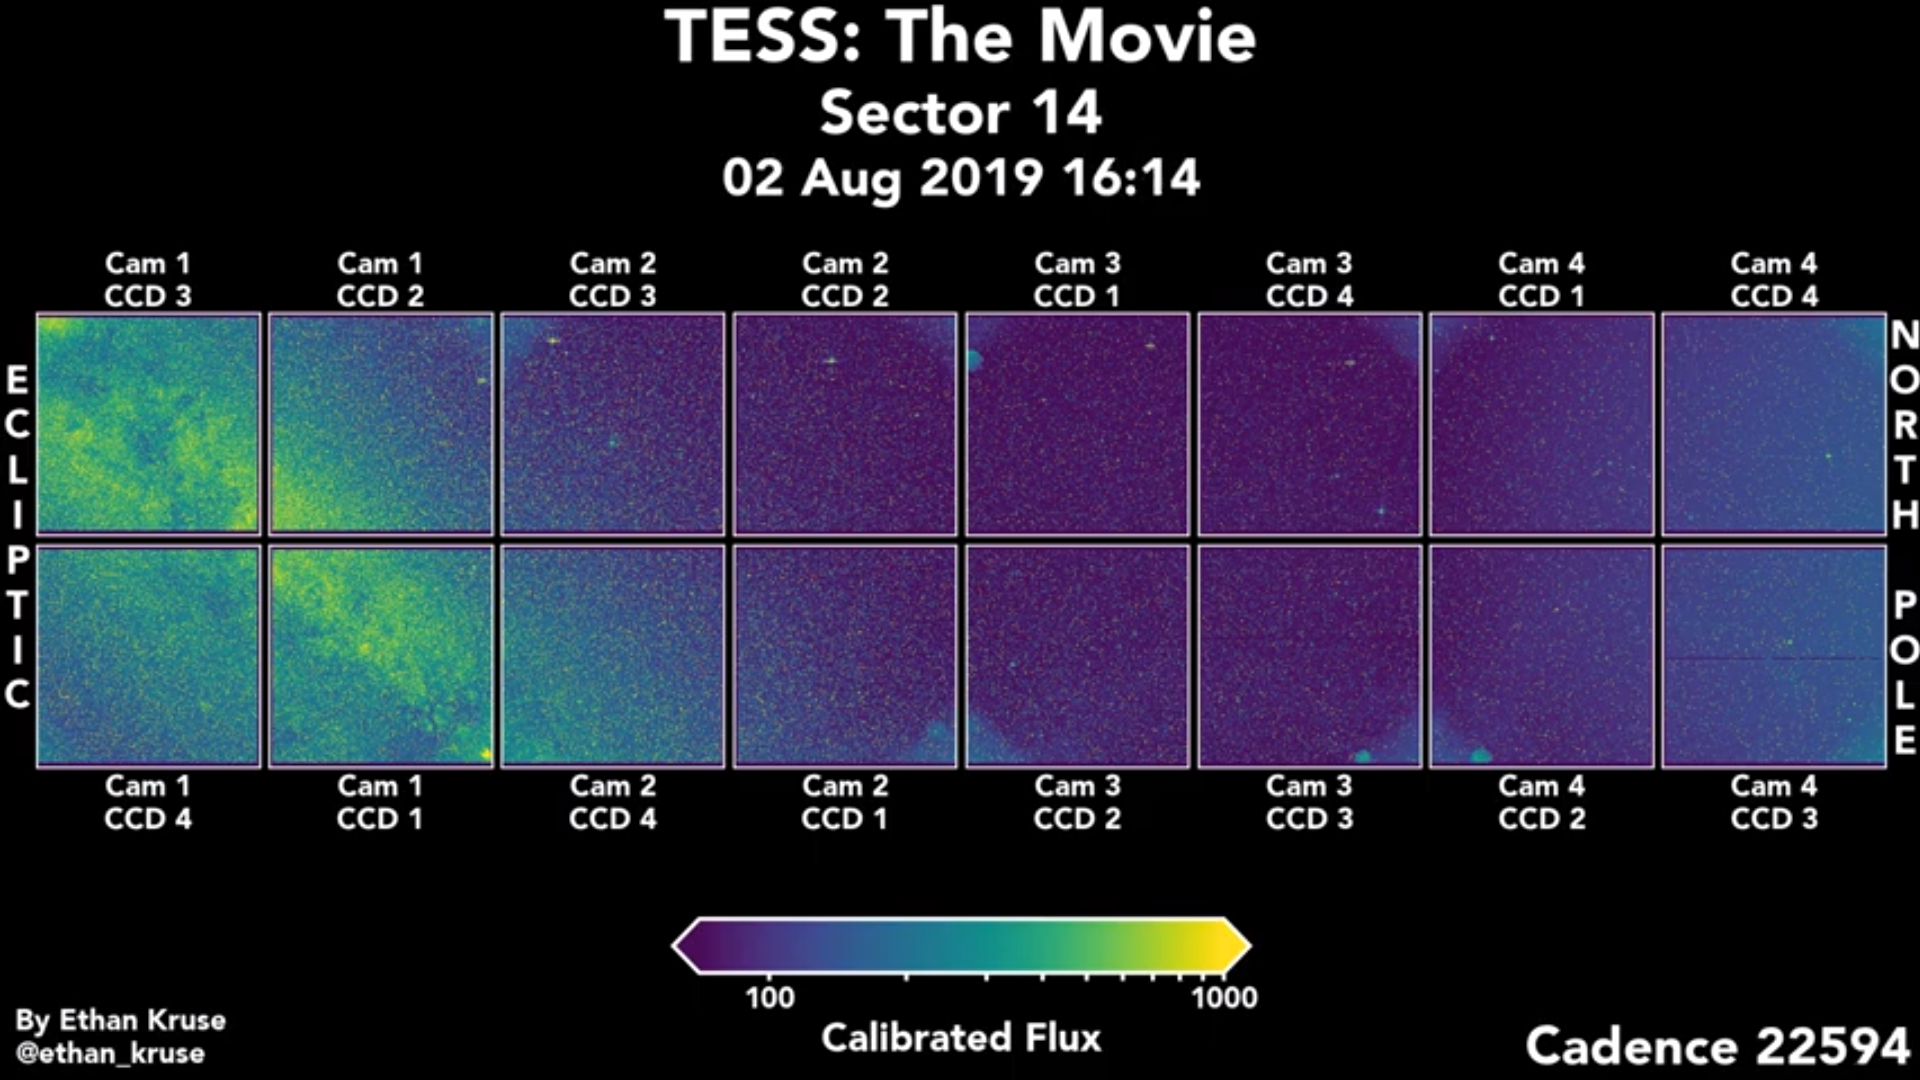 TESS: The Movie
Sector 14
02 Aug 2019 16:14
Cam 1 Cam 1 Cam 2 Cam 2 Cam 3 Cam 3 Cam 4 Cam 4
CCD 3 CCD 2 CCD 3 CCD 2 CCD 1 CCD 4 CCD 1 CCD 4
ECLIPTIC
NORTH POLE
Cam 1 Cam 1 Cam 2 Cam 2 Cam 3 Cam 3 Cam 4 Cam 4
CCD 4 CCD 1 CCD 4 CCD 1 CCD 2 CCD 3 CCD 2 CCD 3
100 1000
Calibrated Flux
By Ethan Kruse
@ethan_kruse
Cadence 22594